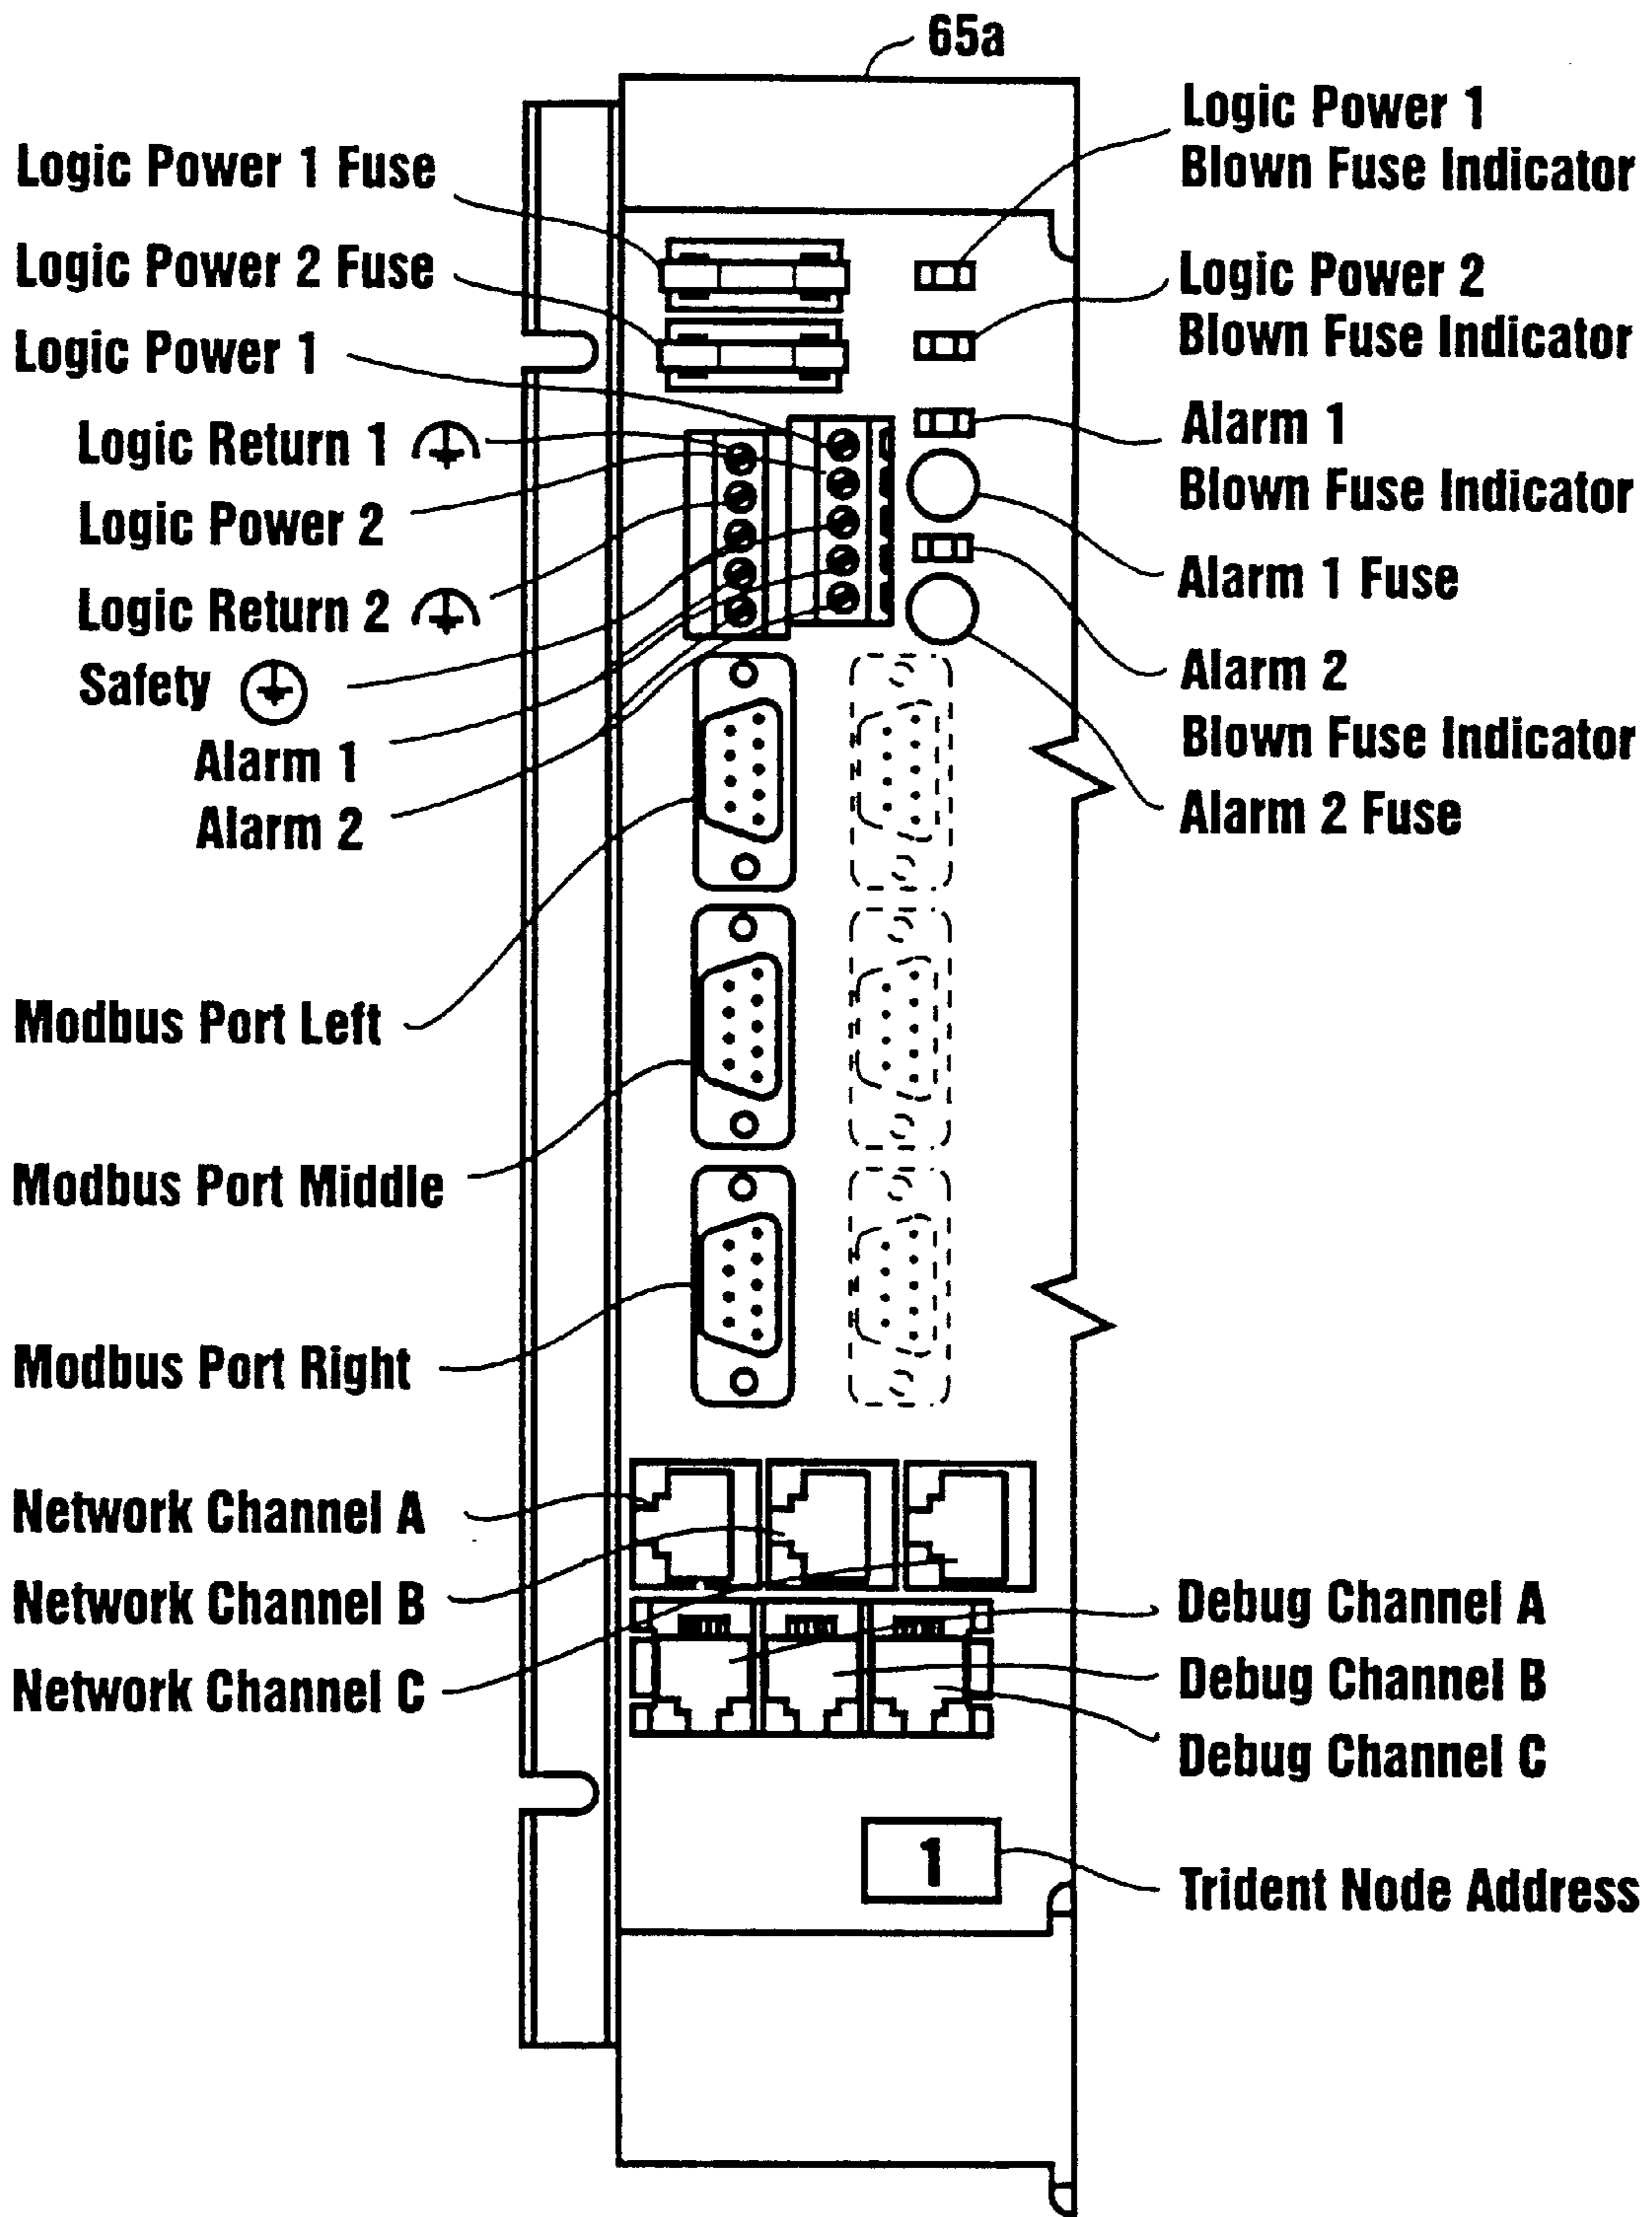 65a
Logic Power 1 Fuse
Logic Power 2 Fuse
Logic Power 1
Logic Return 1
Logic Power 2
Logic Return 2
Safety
Alarm 1
Alarm 2
Modbus Port Left
Modbus Port Middle
Modbus Port Right
Network Channel A
Network Channel B
Network Channel C
Logic Power 1
Blown Fuse Indicator
Logic Power 2
Blown Fuse Indicator
Alarm 1
Blown Fuse Indicator
Alarm 1 Fuse
Alarm 2
Blown Fuse Indicator
Alarm 2 Fuse
Debug Channel A
Debug Channel B
Debug Channel C
1
Trident Node Address